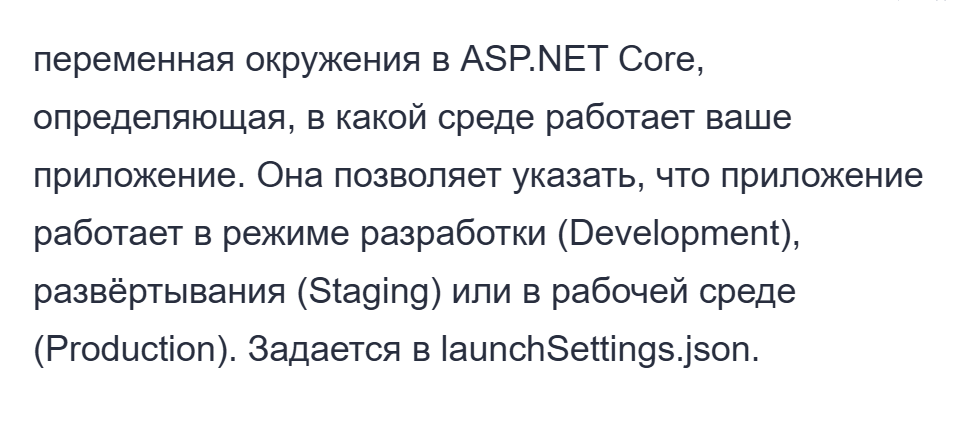 переменная окружения в ASP.NET Core,
определяющая, в какой среде работает ваше
приложение. Она позволяет указать, что приложение
работает в режиме разработки (Development),
развёртывания (Staging) или в рабочей среде
(Production). Задается в launchSettings.json.